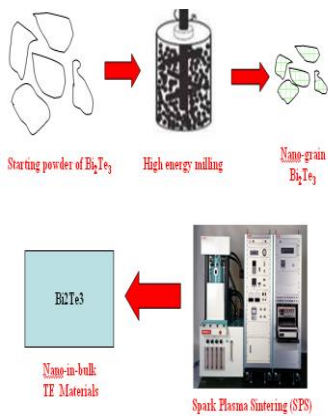 Starting powder of Bi₂Te₃
High energy milling
Nano-grain
Bi₂Te₃
Bi2Te3
Nano-in-bulk
TE Materials
Spark Plasma Sintering (SPS)